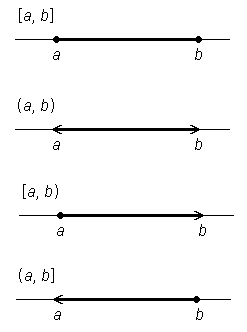 [a, b]
a b
(a, b)
a b
[a, b)
a b
(a, b]
a b